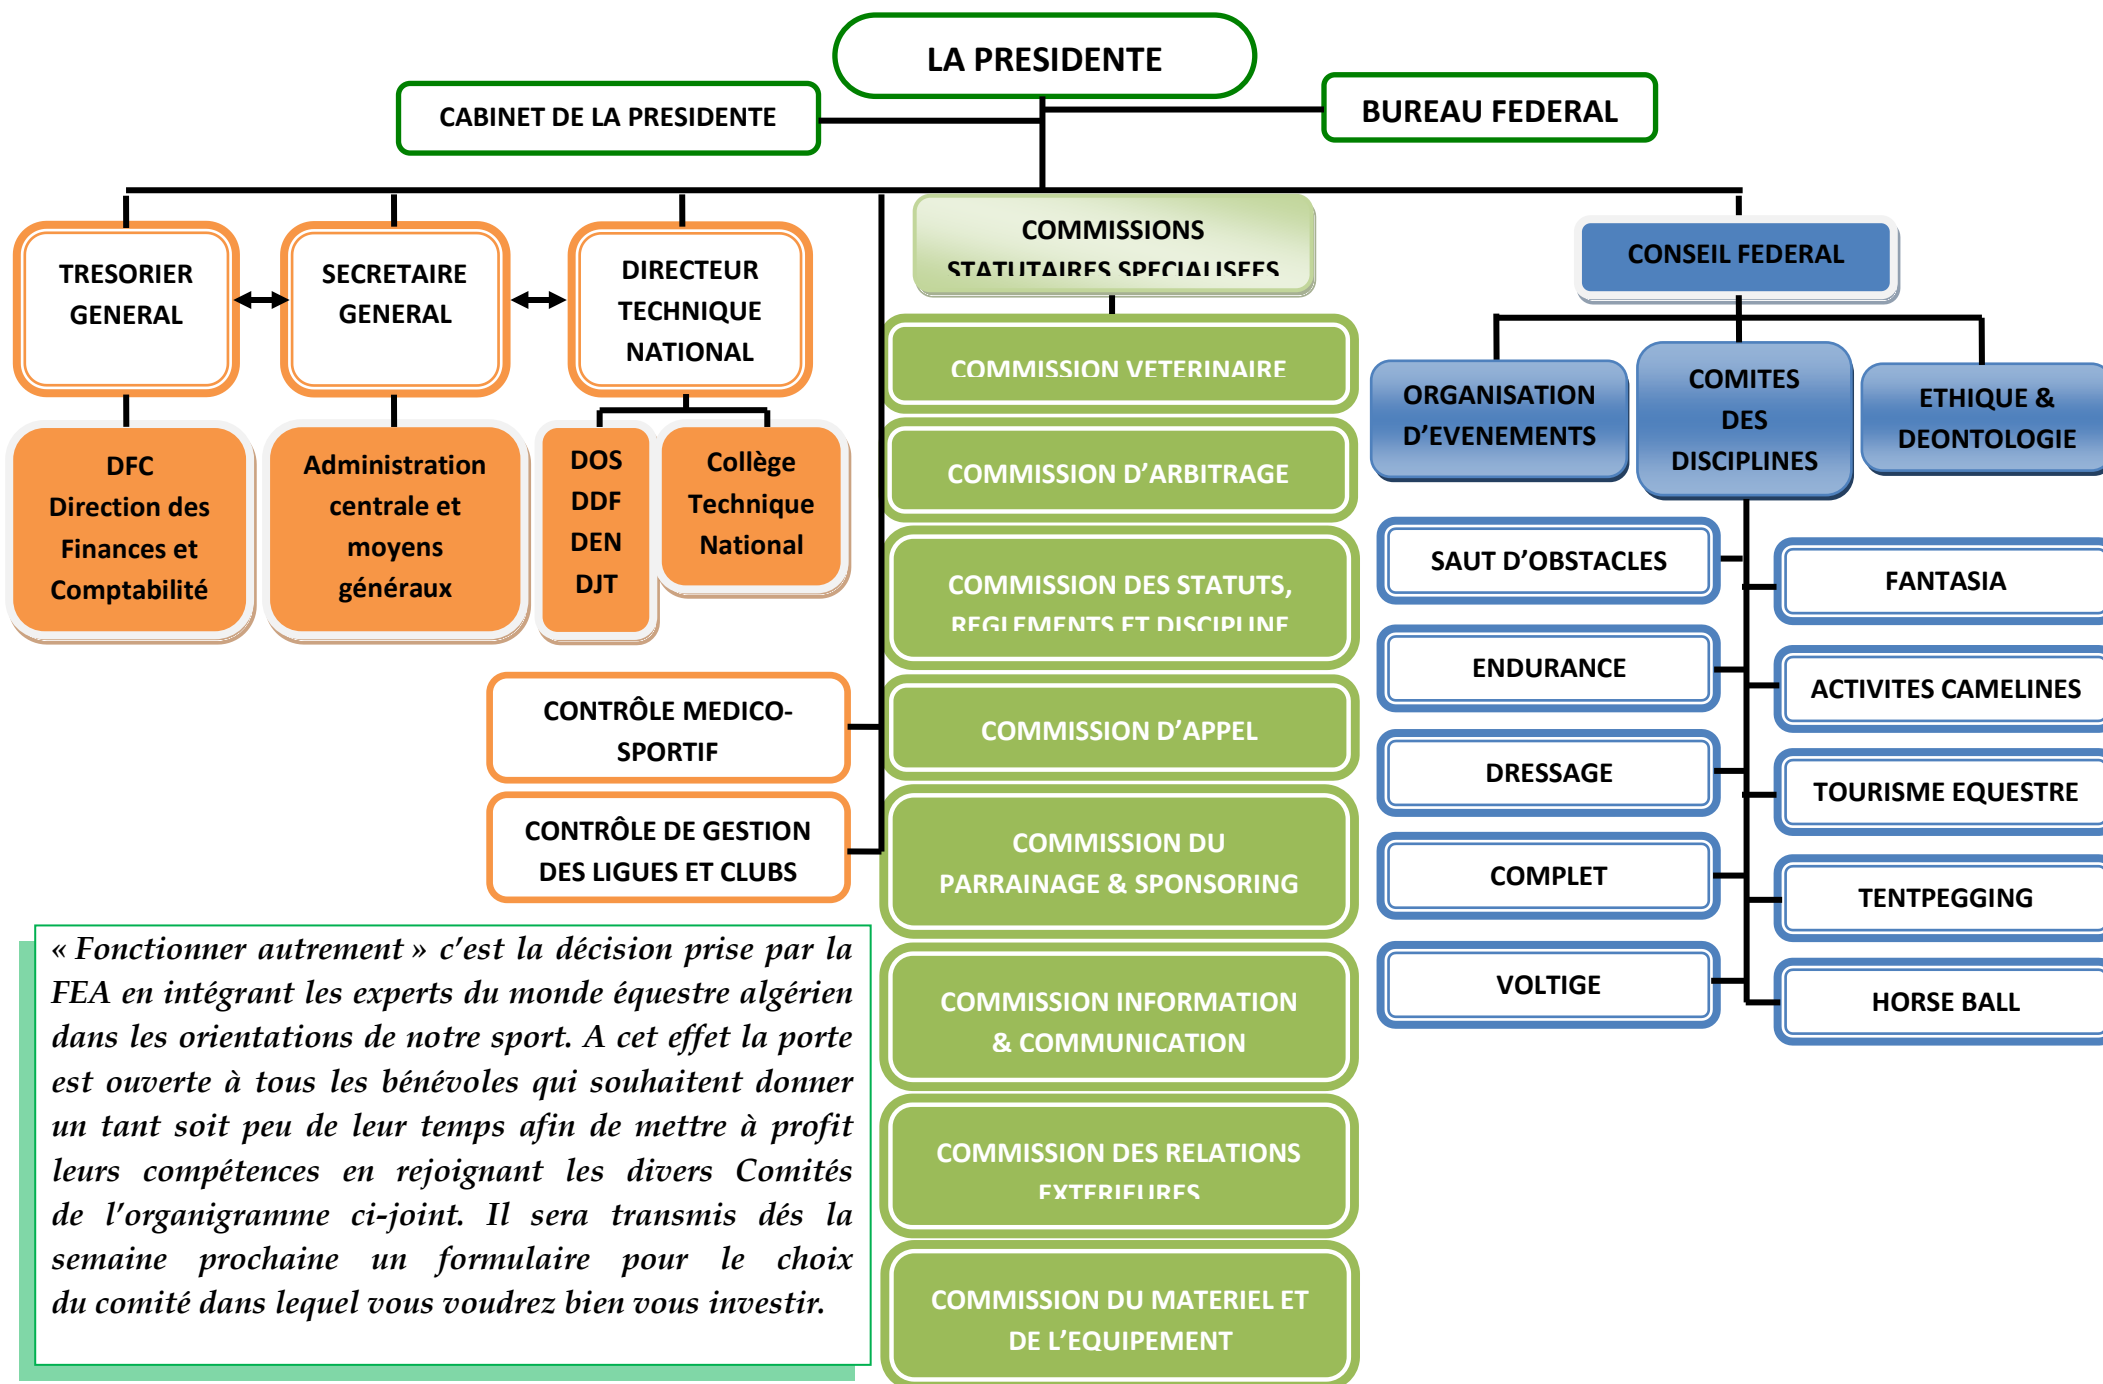 LA PRESIDENTE
CABINET DE LA PRESIDENTE
BUREAU FEDERAL
TRESORIER
GENERAL
SECRETAIRE
GENERAL
DIRECTEUR
TECHNIQUE
NATIONAL
COMMISSIONS
STATUTAIRES SPECIALISEES
CONSEIL FEDERAL
DFC
Direction des
Finances et
Comptabilité
Administration
centrale et
moyens
généraux
DOS
DDF
DEN
DJT
Collège
Technique
National
CONTRÔLE MEDICO-
SPORTIF
CONTRÔLE DE GESTION
DES LIGUES ET CLUBS
COMMISSION VETERINAIRE
COMMISSION D’ARBITRAGE
COMMISSION DES STATUTS,
REGLEMENTS ET DISCIPLINE
COMMISSION D’APPEL
COMMISSION DU
PARRAINAGE & SPONSORING
COMMISSION INFORMATION
& COMMUNICATION
COMMISSION DES RELATIONS
EXTERIEURES
COMMISSION DU MATERIEL ET
DE L’EQUIPEMENT
ORGANISATION
D’EVENEMENTS
COMITES
DES
DISCIPLINES
ETHIQUE &
DEONTOLOGIE
SAUT D’OBSTACLES
ENDURANCE
DRESSAGE
COMPLET
VOLTIGE
FANTASIA
ACTIVITES CAMELINES
TOURISME EQUESTRE
TENTPEGGING
HORSE BALL
« Fonctionner autrement » c’est la décision prise par la
FEA en intégrant les experts du monde équestre algérien
dans les orientations de notre sport. A cet effet la porte
est ouverte à tous les bénévoles qui souhaitent donner
un tant soit peu de leur temps afin de mettre à profit
leurs compétences en rejoignant les divers Comités
de l’organigramme ci-joint. Il sera transmis dés la
semaine prochaine un formulaire pour le choix
du comité dans lequel vous voudrez bien vous investir.